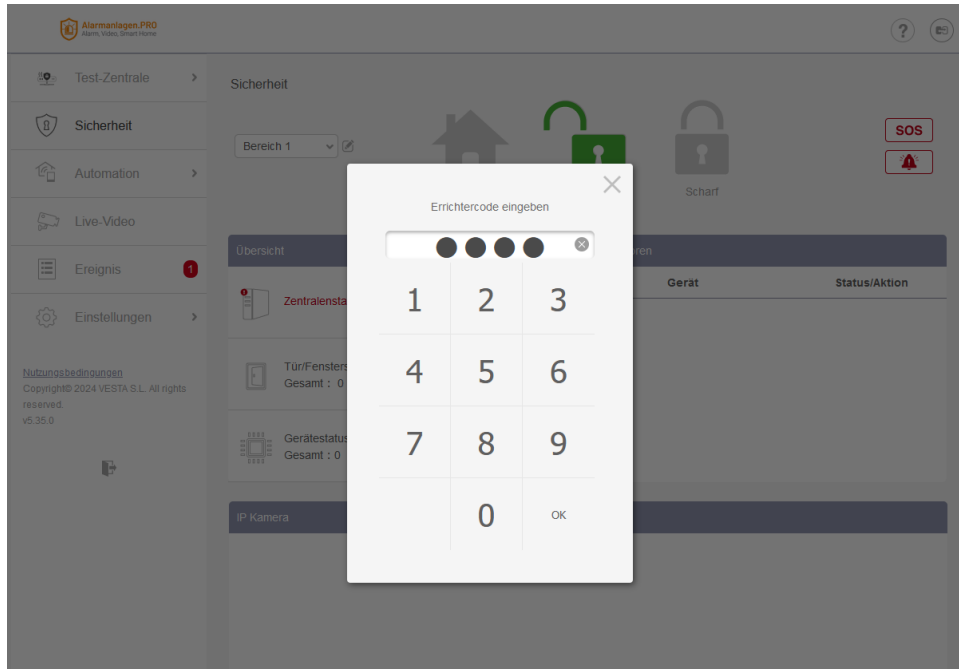 Alarmanlagen.PRO
Alarm, Video, Smart Home
?
Test-Zentrale
Sicherheit
Automation
Live-Video
Ereignis
1
Einstellungen
Nutzungsbedingungen
Copyright© 2024 VESTA S.L. All rights
reserved.
v5.35.0
Sicherheit
Bereich 1
Scharf
SOS
Übersicht
Zentralensta
Tür/Fensters
Gesamt : 0
Gerätestatus
Gesamt : 0
IP Kamera
oren
Gerät
Status/Aktion
Errichtercode eingeben
1 2 3
4 5 6
7 8 9
0 OK